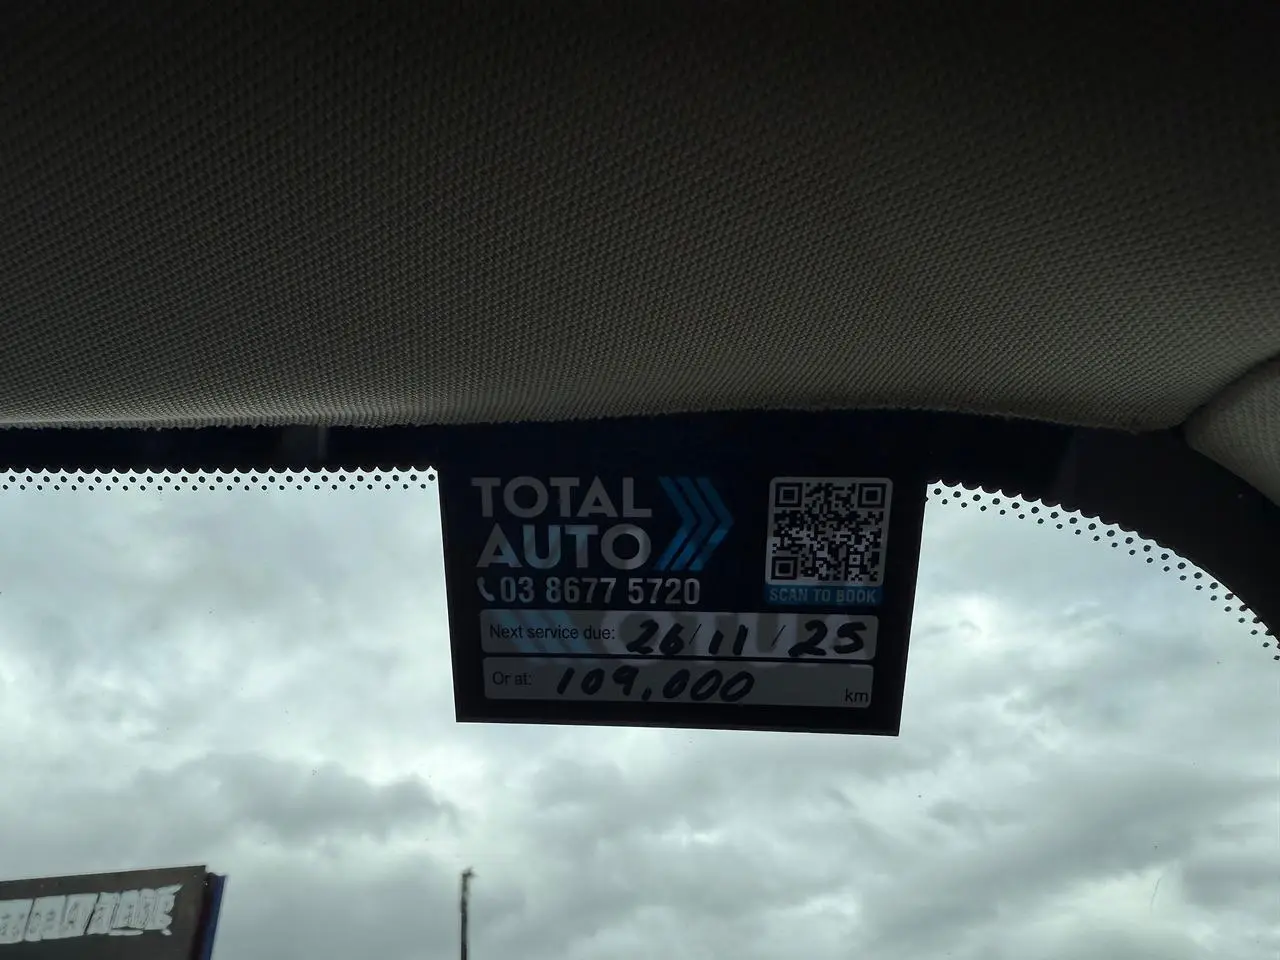 TOTAL
AUTO
03 8677 5720
SCAN TO BOOK
Next service due: 26/11/25
Or at: 109,000 km